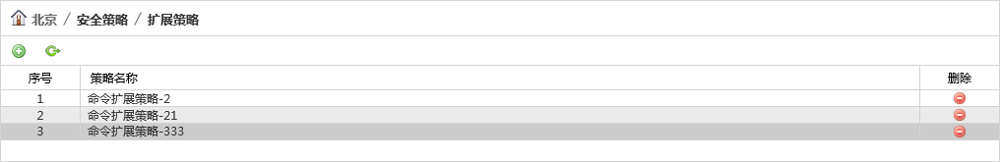 北京 / 安全策略 / 扩展策略
序号 策略名称 删除
1 命令扩展策略-2
2 命令扩展策略-21
3 命令扩展策略-333